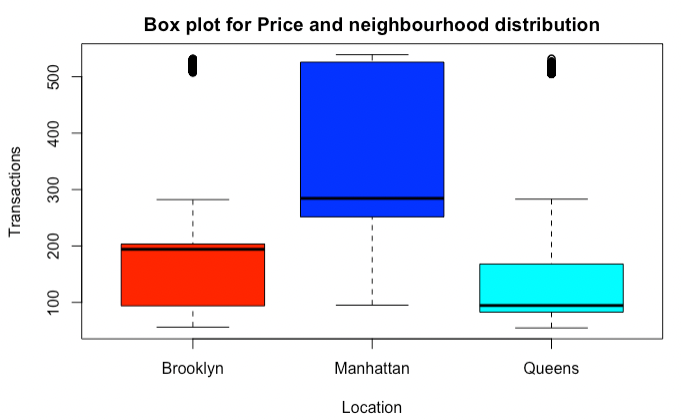 Box plot for Price and neighbourhood distribution
500
400
300
200
100
Transactions
Brooklyn
Manhattan
Queens
Location